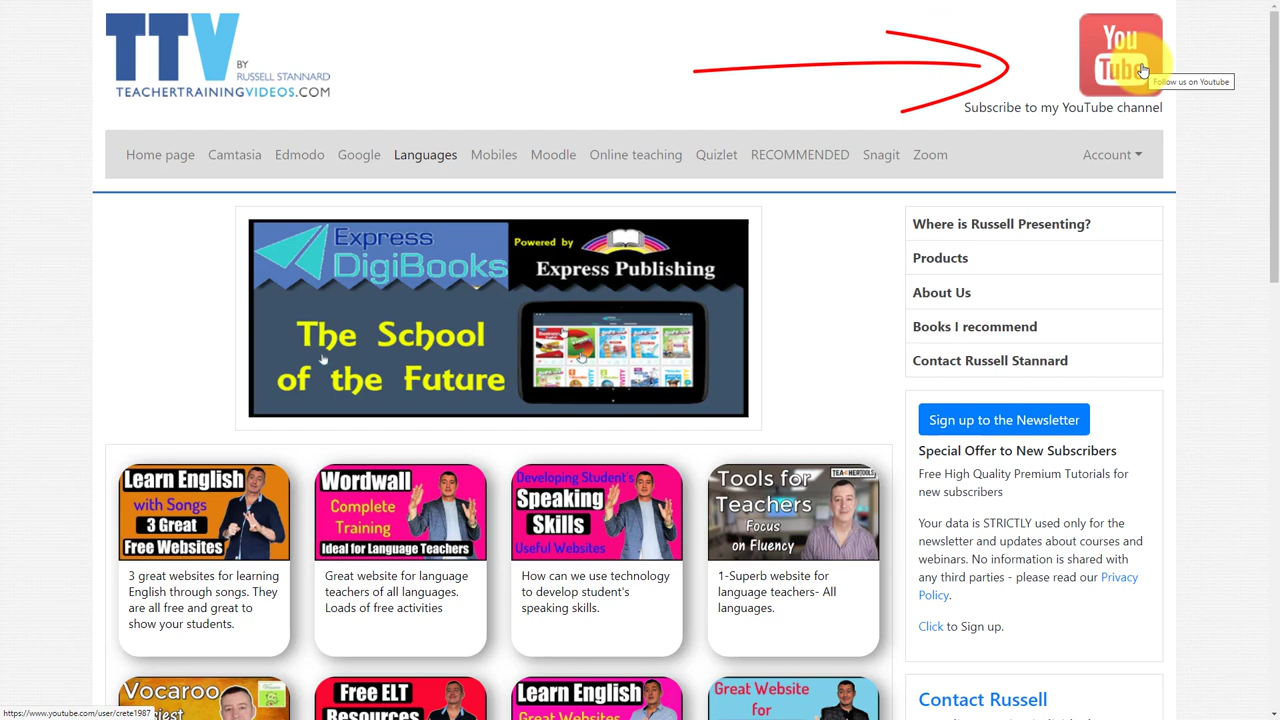 TTV
BY
RUSSELL STANNARD
TEACHERTRAININGVIDEOS.COM
You
Tube
Follow us on Youtube
Subscribe to my YouTube channel
Home page Camtasia Edmodo Google Languages Mobiles Moodle Online teaching Quizlet RECOMMENDED Snagit Zoom Account
Express
DigiBooks
Powered by
Express Publishing
The School
of the Future
Where is Russell Presenting?
Products
About Us
Books I recommend
Contact Russell Stannard
Sign up to the Newsletter
Special Offer to New Subscribers
Free High Quality Premium Tutorials for
new subscribers
Your data is STRICTLY used only for the
newsletter and updates about courses and
webinars. No information is shared with
any third parties - please read our Privacy
Policy.
Click to Sign up.
Contact Russell
Learn English
with Songs
3 Great
Free Websites
3 great websites for learning
English through songs. They
are all free and great to
show your students.
Wordwall
Complete
Training
Ideal for Language Teachers
Great website for language
teachers of all languages.
Loads of free activities
Developing Student's
Speaking
Skills
Useful Websites
How can we use technology
to develop student's
speaking skills.
TEACHERTOOLS
Tools for
Teachers
Focus
on Fluency
1-Superb website for
language teachers- All
languages.
Vocaroo
Free ELT
Resources
Learn English
Great Websites
Great Website
for
https://www.youtube.com/user/crete1987